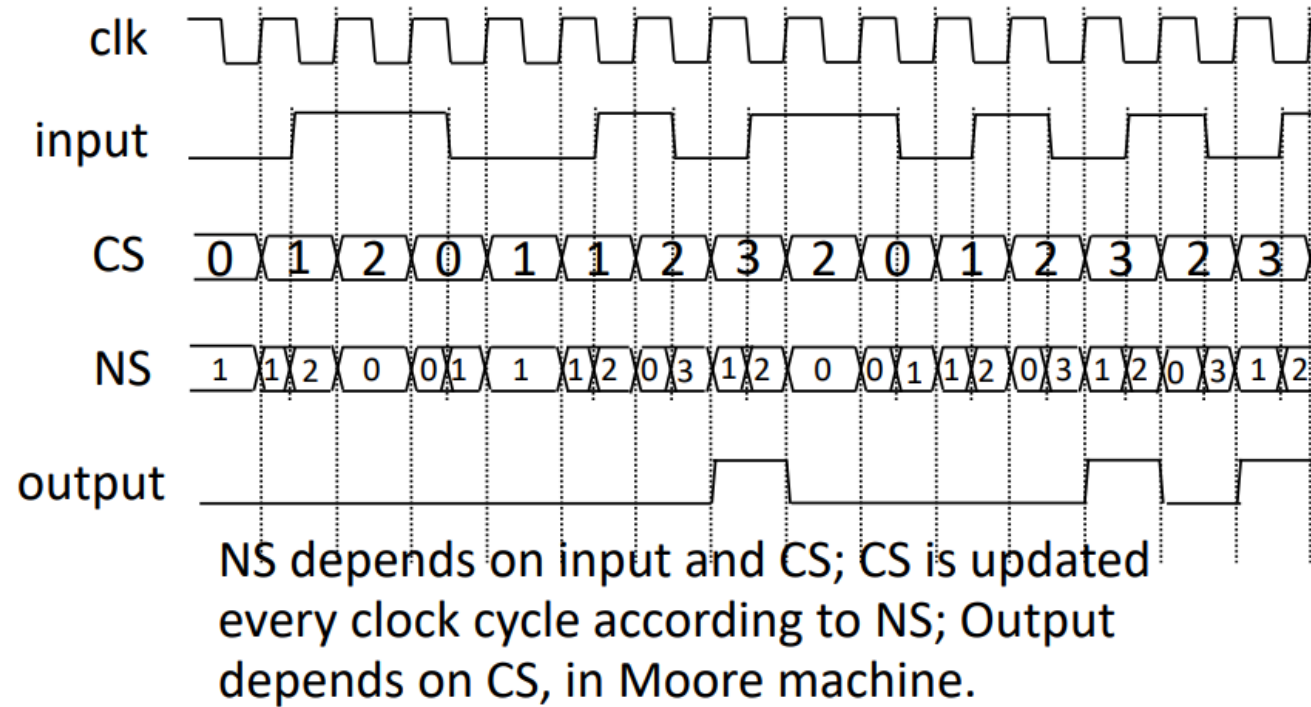 clk
input
CS 0 1 2 0 1 1 2 3 2 0 1 2 3 2 3
NS 1 1 2 0 0 1 1 1 2 0 3 1 2 0 0 1 1 2 0 3 1 2 0 3 1 2
output
NS depends on input and CS; CS is updated
every clock cycle according to NS; Output
depends on CS, in Moore machine.